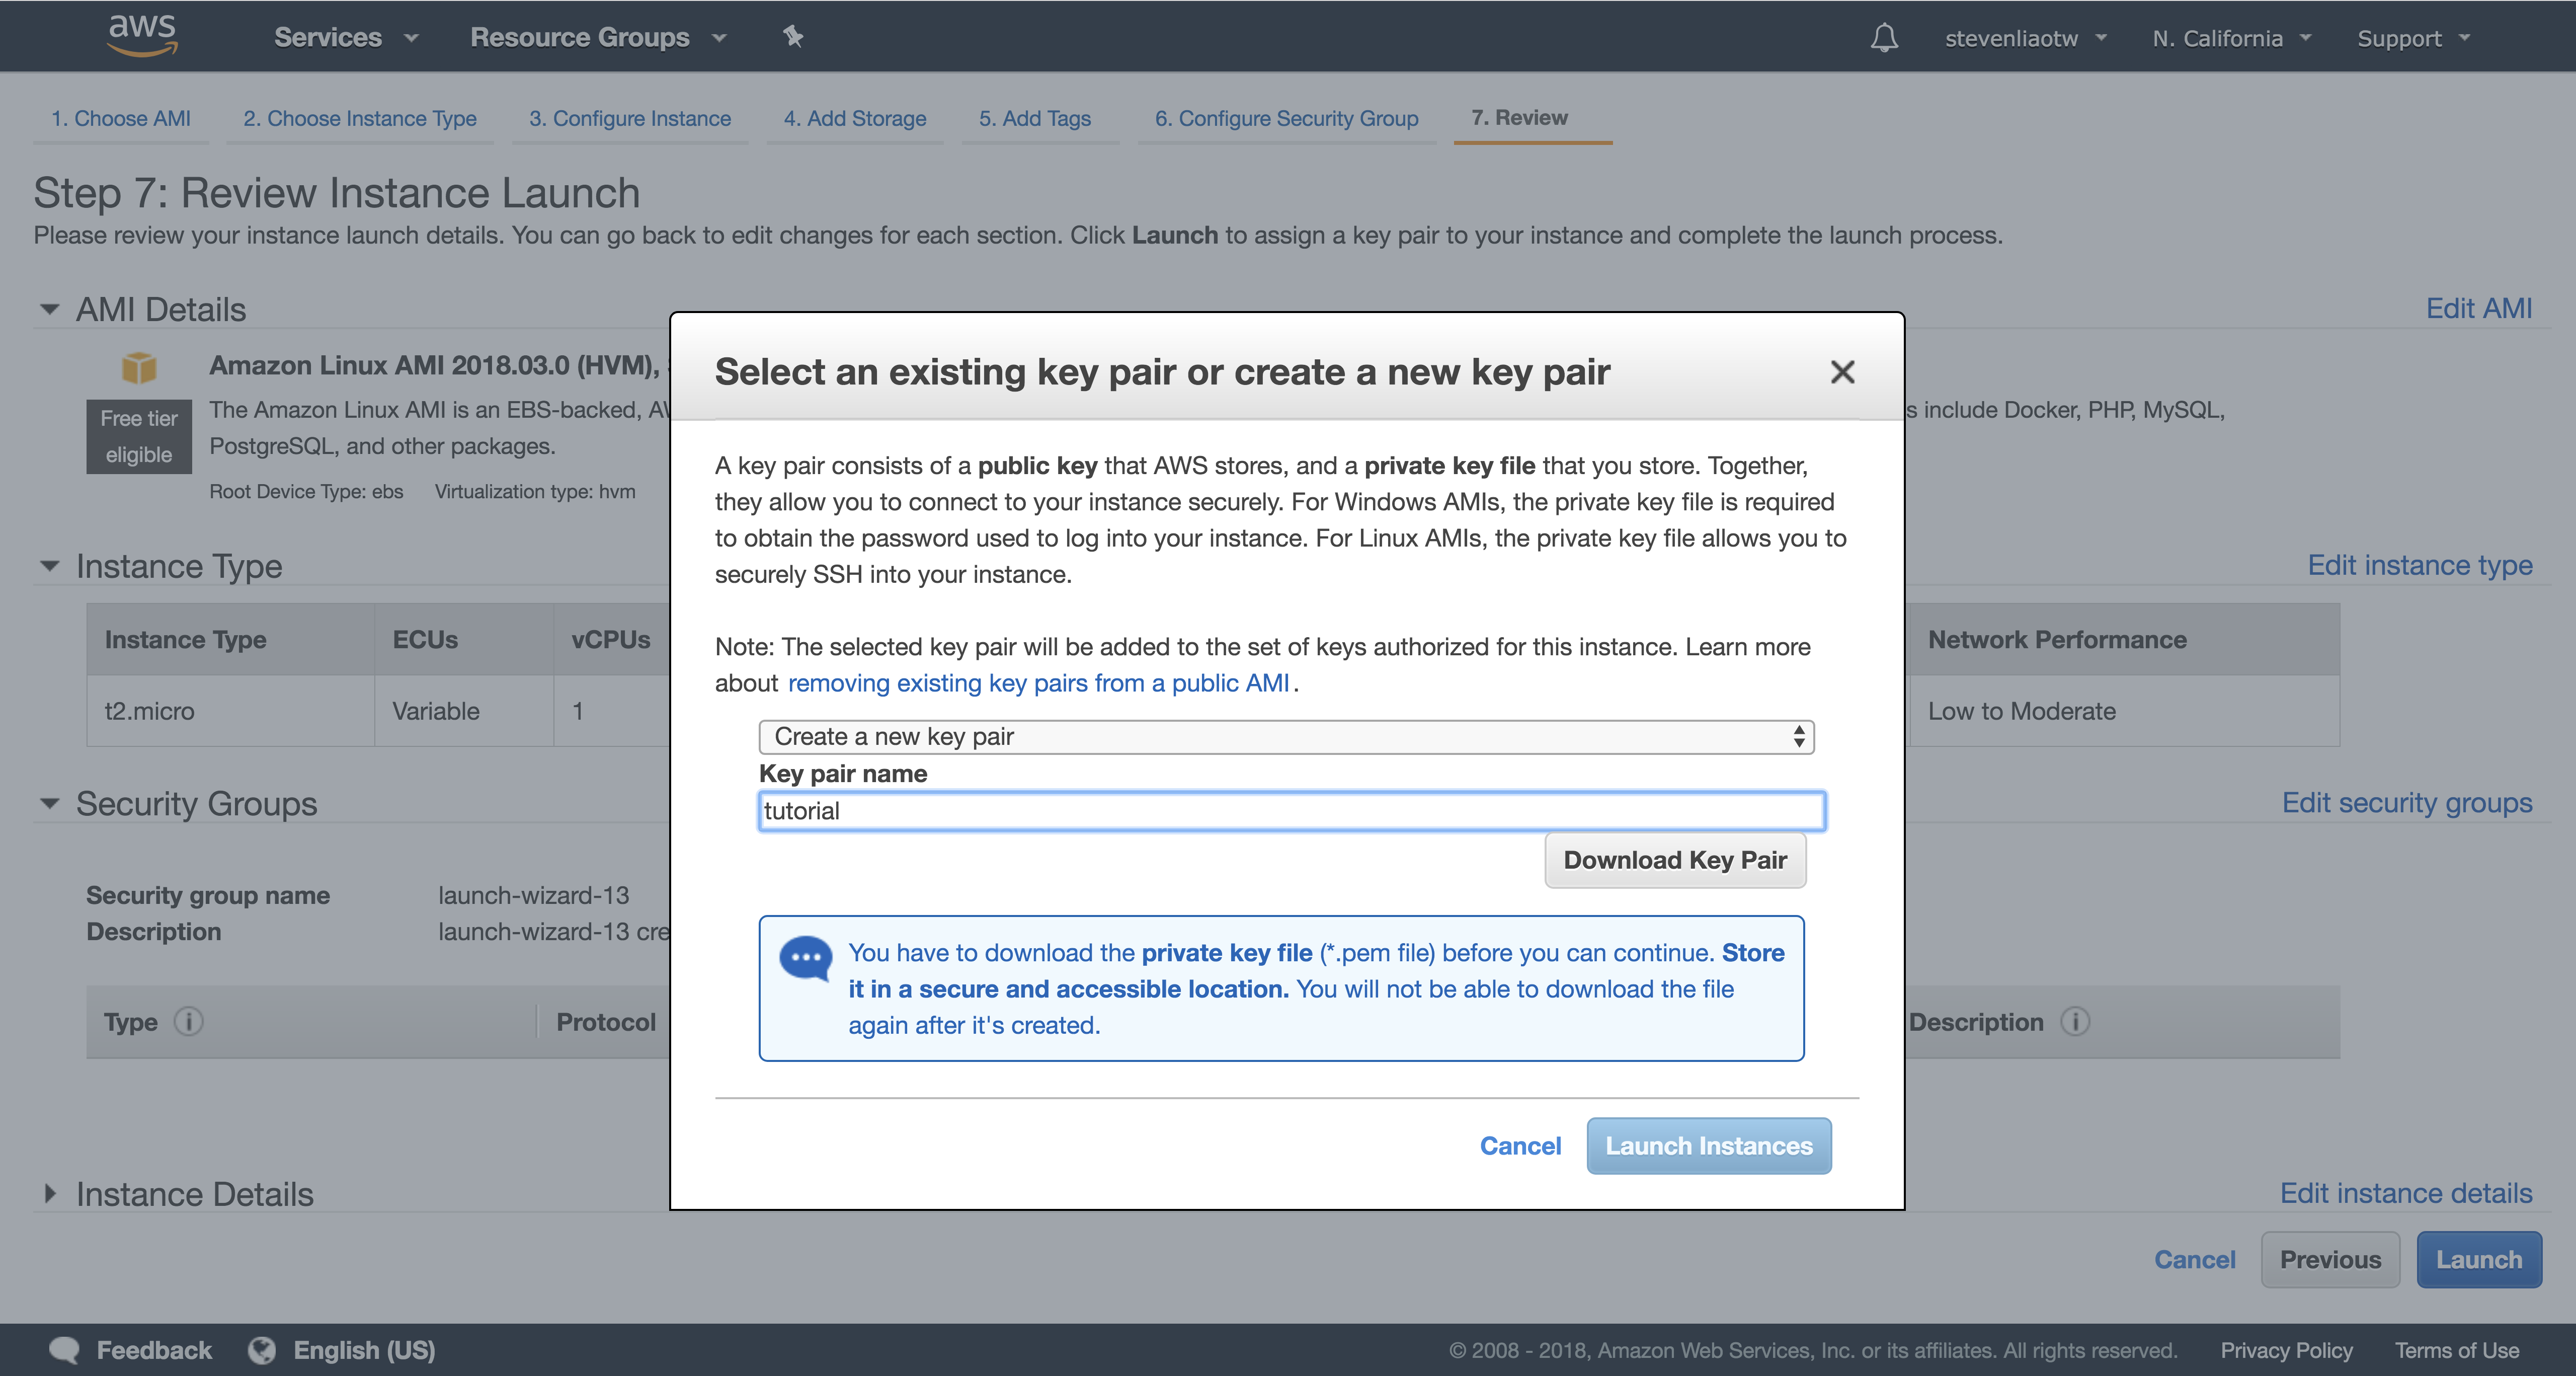 aws
Services
Resource Groups
stevenliaotw
N. California
Support
1. Choose AMI
2. Choose Instance Type
3. Configure Instance
4. Add Storage
5. Add Tags
6. Configure Security Group
7. Review
Step 7: Review Instance Launch
Please review your instance launch details. You can go back to edit changes for each section. Click Launch to assign a key pair to your instance and complete the launch process.
AMI Details
Edit AMI
Amazon Linux AMI 2018.03.0 (HVM),
Free tier
eligible
The Amazon Linux AMI is an EBS-backed,
s include Docker, PHP, MySQL,
PostgreSQL, and other packages.
Root Device Type: ebs
Virtualization type: hvm
Instance Type
Edit instance type
Instance Type
ECUs
vCPUs
Network Performance
t2.micro
Variable
1
Low to Moderate
Security Groups
Edit security groups
Security group name
launch-wizard-13
Description
launch-wizard-13 cre
Type
Protocol
Description
Instance Details
Edit instance details
Cancel
Previous
Launch
Select an existing key pair or create a new key pair
A key pair consists of a public key that AWS stores, and a private key file that you store. Together,
they allow you to connect to your instance securely. For Windows AMIs, the private key file is required
to obtain the password used to log into your instance. For Linux AMIs, the private key file allows you to
securely SSH into your instance.
Note: The selected key pair will be added to the set of keys authorized for this instance. Learn more
about removing existing key pairs from a public AMI.
Create a new key pair
Key pair name
tutorial
Download Key Pair
You have to download the private key file (*.pem file) before you can continue. Store
it in a secure and accessible location. You will not be able to download the file
again after it's created.
Cancel
Launch Instances
Feedback
English (US)
© 2008 - 2018, Amazon Web Services, Inc. or its affiliates. All rights reserved.
Privacy Policy
Terms of Use